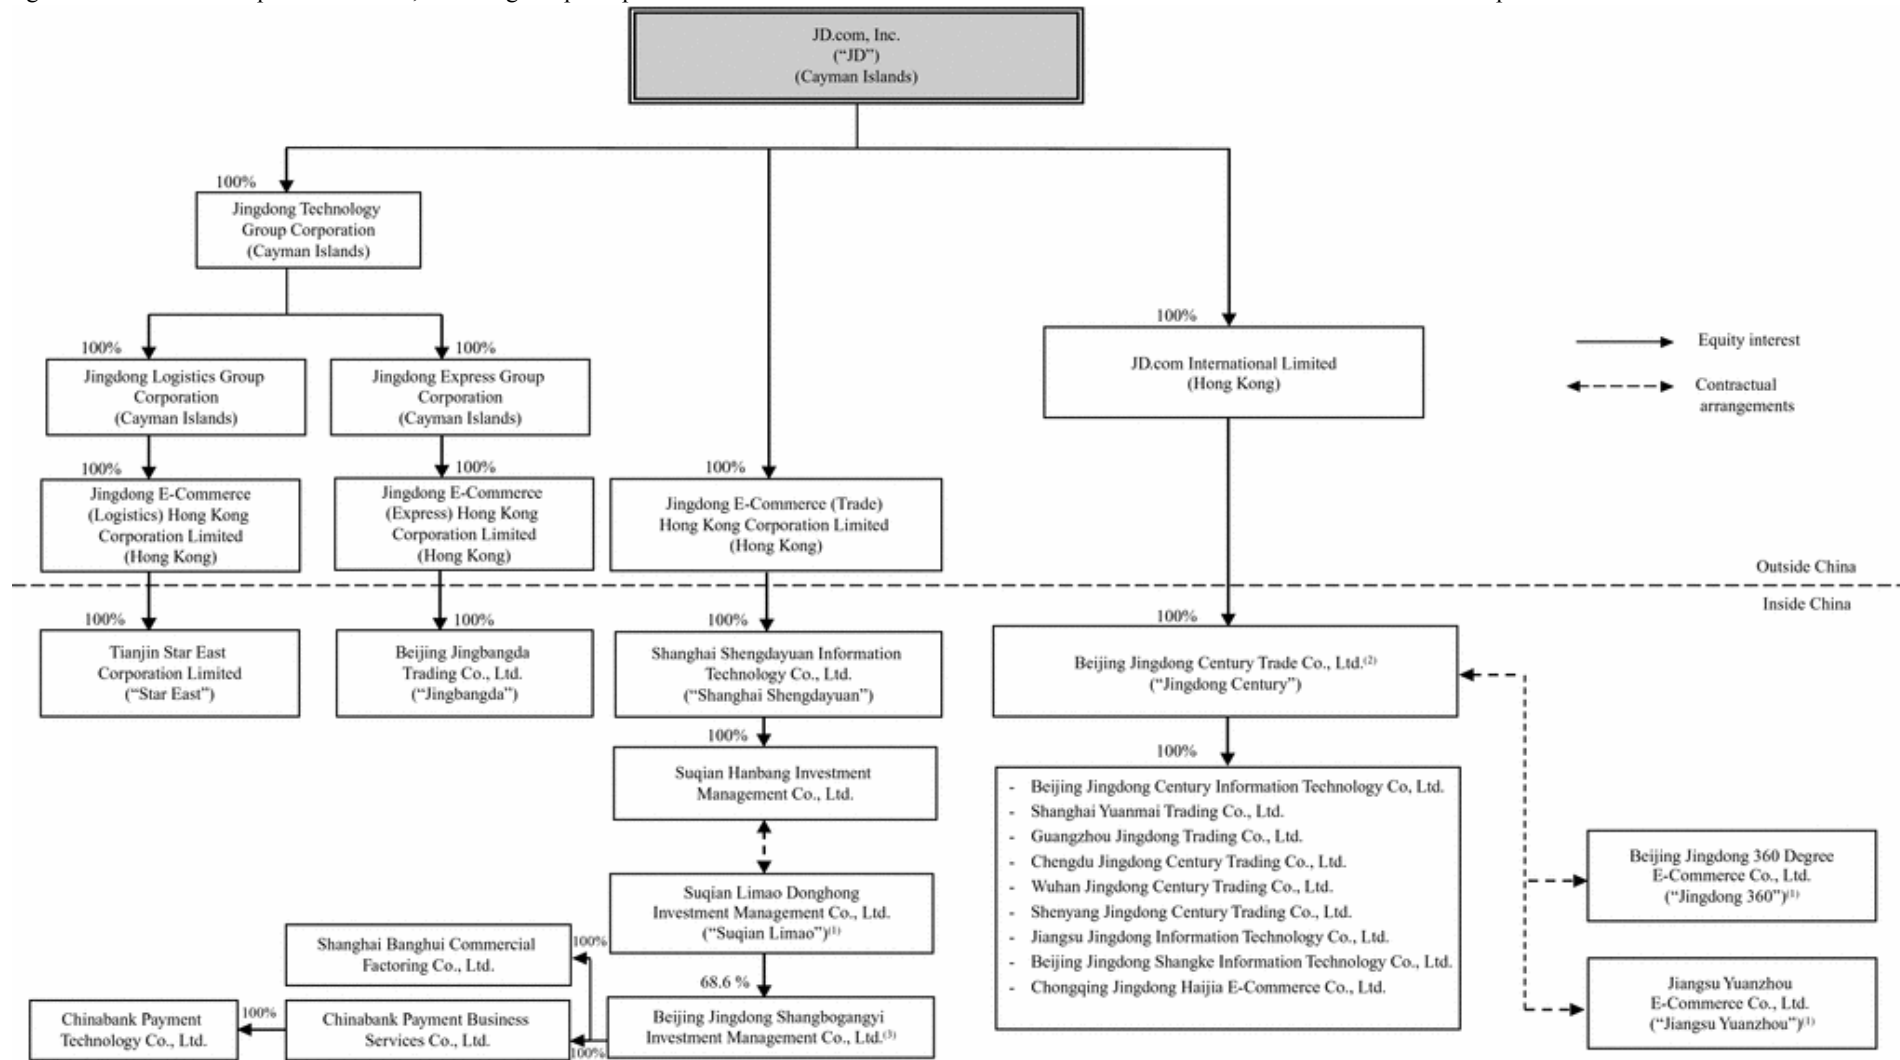 JD.com, Inc.
(“JD”)
(Cayman Islands)
100%
Jingdong Technology
Group Corporation
(Cayman Islands)
100%
Jingdong Logistics Group
Corporation
(Cayman Islands)
100%
Jingdong Express Group
Corporation
(Cayman Islands)
100%
JD.com International Limited
(Hong Kong)
Equity interest
Contractual
arrangements
100%
Jingdong E-Commerce
(Logistics) Hong Kong
Corporation Limited
(Hong Kong)
100%
Jingdong E-Commerce
(Express) Hong Kong
Corporation Limited
(Hong Kong)
100%
Jingdong E-Commerce (Trade)
Hong Kong Corporation Limited
(Hong Kong)
Outside China
Inside China
100%
Tianjin Star East
Corporation Limited
(“Star East”)
100%
Beijing Jingbangda
Trading Co., Ltd.
(“Jingbangda”)
100%
Shanghai Shengdayuan Information
Technology Co., Ltd.
(“Shanghai Shengdayuan”)
100%
Beijing Jingdong Century Trade Co., Ltd.(2)
(“Jingdong Century”)
100%
Suqian Hanbang Investment
Management Co., Ltd.
100%
- Beijing Jingdong Century Information Technology Co, Ltd.
- Shanghai Yuanmai Trading Co., Ltd.
- Guangzhou Jingdong Trading Co., Ltd.
- Chengdu Jingdong Century Trading Co., Ltd.
- Wuhan Jingdong Century Trading Co., Ltd.
- Shenyang Jingdong Century Trading Co., Ltd.
- Jiangsu Jingdong Information Technology Co., Ltd.
- Beijing Jingdong Shangke Information Technology Co., Ltd.
- Chongqing Jingdong Haijia E-Commerce Co., Ltd.
Beijing Jingdong 360 Degree
E-Commerce Co., Ltd.
(“Jingdong 360”)(1)
Jiangsu Yuanzhou
E-Commerce Co., Ltd.
(“Jiangsu Yuanzhou”)(1)
Suqian Limao Donghong
Investment Management Co., Ltd.
(“Suqian Limao”)(1)
100%
Shanghai Banghui Commercial
Factoring Co., Ltd.
68.6 %
Beijing Jingdong Shangbogangyi
Investment Management Co., Ltd.(3)
100%
Chinabank Payment Business
Services Co., Ltd.
100%
Chinabank Payment
Technology Co., Ltd.